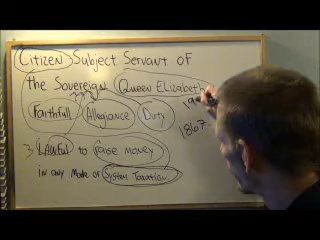 Citizen Subject Servant of
the Sovereign Queen Elizabeth
Faithfull Allegiance Duty
1867
3 LAWFul to raise money
in any Mode or System Taxation